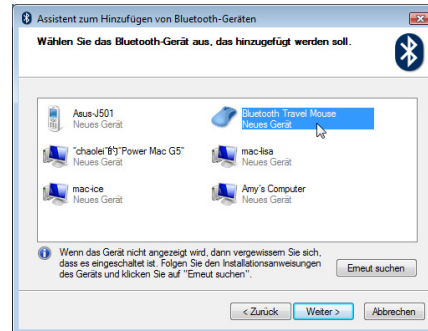 Assistent zum Hinzufügen von Bluetooth-Geräten
Wählen Sie das Bluetooth-Gerät aus, das hinzugefügt werden soll.
Asus-J501
Neues Gerät
Bluetooth Travel Mouse
Neues Gerät
"chaolei"的"Power Mac G5"
Neues Gerät
mac-lisa
Neues Gerät
mac-ice
Neues Gerät
Amy's Computer
Neues Gerät
Wenn das Gerät nicht angezeigt wird, dann vergewissern Sie sich,
dass es eingeschaltet ist. Folgen Sie den Installationsanweisungen
des Geräts und klicken Sie auf "Erneut suchen".
Erneut suchen
< Zurück
Weiter >
Abbrechen